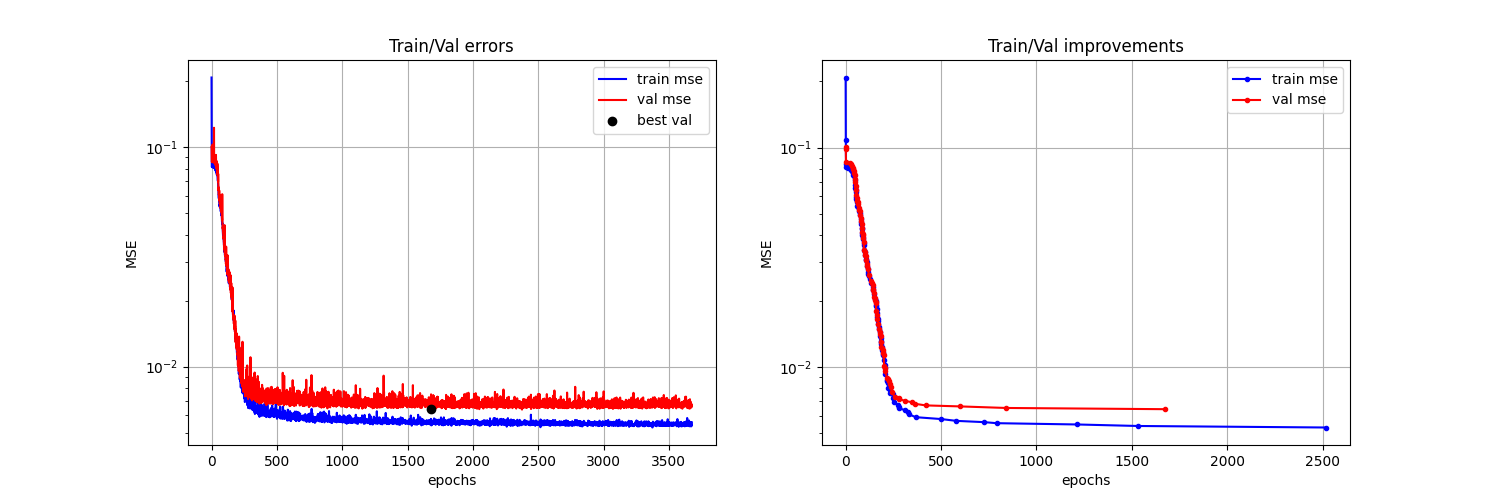 Train/Val errors
train mse
val mse
best val
MSE
10⁻¹
10⁻²
0 500 1000 1500 2000 2500 3000 3500
epochs
Train/Val improvements
train mse
val mse
MSE
10⁻¹
10⁻²
0 500 1000 1500 2000 2500
epochs